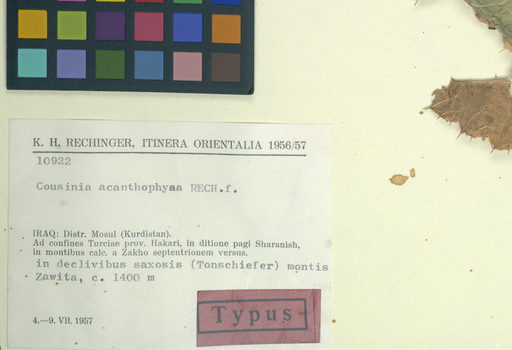 K. H. RECHINGER, ITINERA ORIENTALIA 1956/57
10922
Cousinia acanthophysa RECH.f.
IRAQ: Distr. Mosul (Kurdistan).
Ad confines Turciae prov. Hakari, in ditione pagi Sharanish,
in montibus calc. a Zakho septentrionem versus.
in declivibus saxosis (Tonschiefer) montis
Zawita, c. 1400 m
Typus
4.—9. VII. 1957